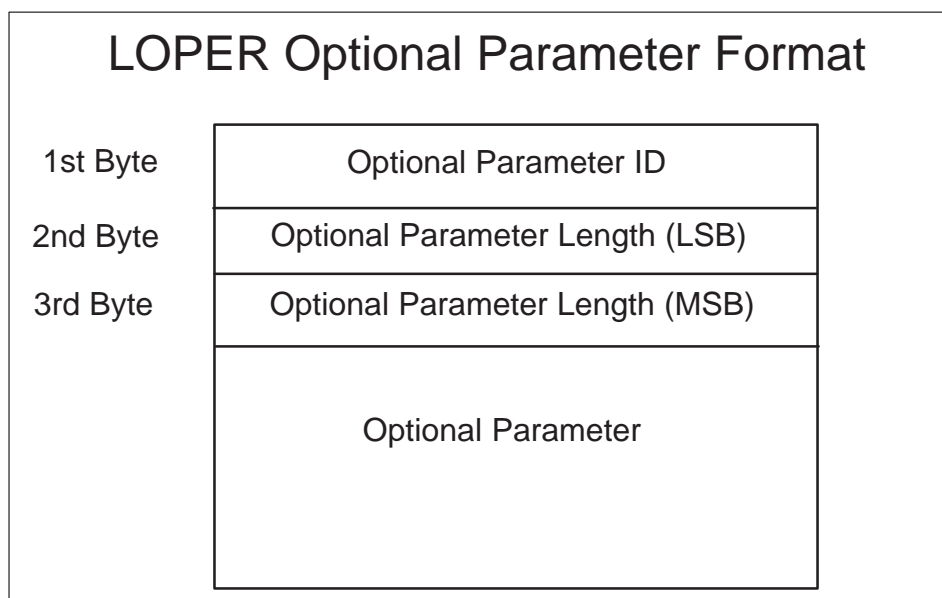 LOPER Optional Parameter Format
1st Byte Optional Parameter ID
2nd Byte Optional Parameter Length (LSB)
3rd Byte Optional Parameter Length (MSB)
Optional Parameter